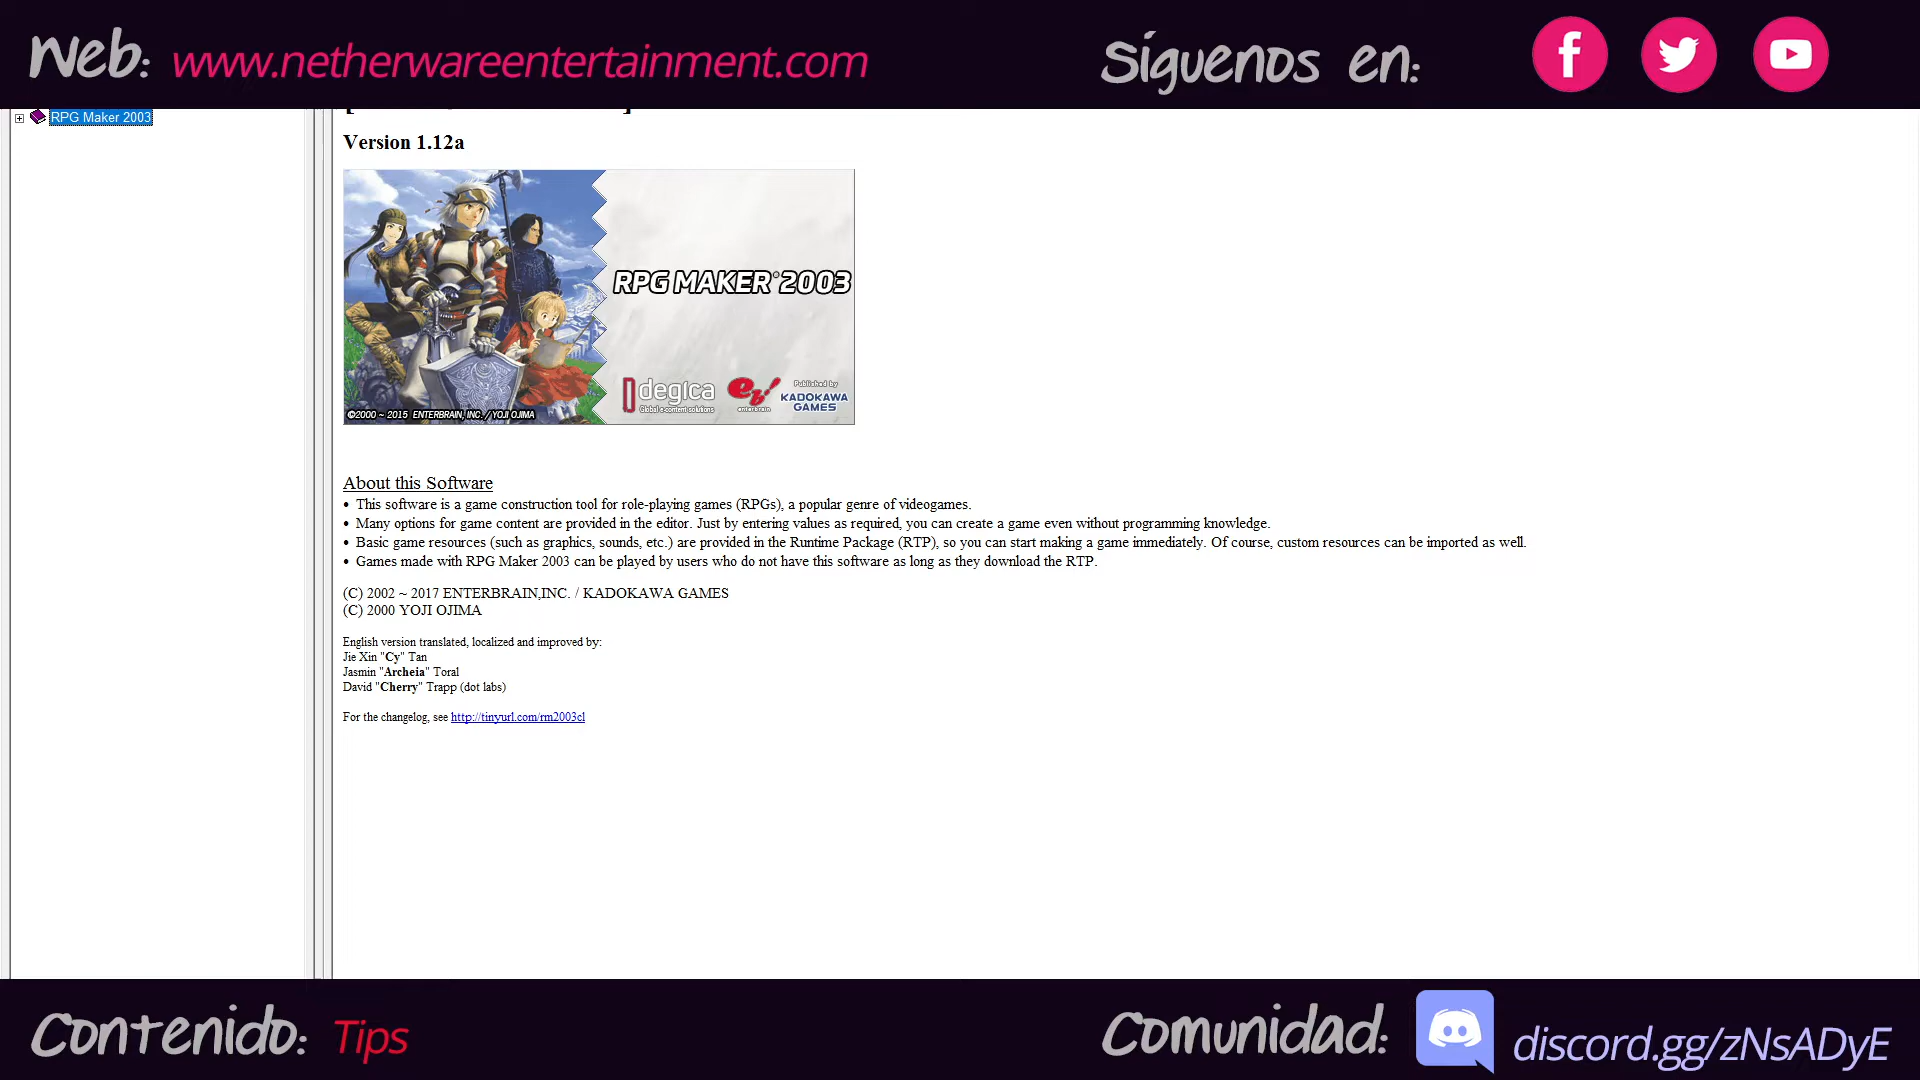 Web: www.netherwareentertainment.com
Síguenos en:
RPG Maker 2003
Version 1.12a
RPG MAKER® 2003
degica
Global e-content solutions
eb!
enterbrain
Published by
KADOKAWA
GAMES
©2000 ~ 2015 ENTERBRAIN, INC. / YOJI OJIMA
About this Software
• This software is a game construction tool for role-playing games (RPGs), a popular genre of videogames.
• Many options for game content are provided in the editor. Just by entering values as required, you can create a game even without programming knowledge.
• Basic game resources (such as graphics, sounds, etc.) are provided in the Runtime Package (RTP), so you can start making a game immediately. Of course, custom resources can be imported as well.
• Games made with RPG Maker 2003 can be played by users who do not have this software as long as they download the RTP.
(C) 2002 ~ 2017 ENTERBRAIN,INC. / KADOKAWA GAMES
(C) 2000 YOJI OJIMA
English version translated, localized and improved by:
Jie Xin "Cy" Tan
Jasmin "Archeia" Toral
David "Cherry" Trapp (dot labs)
For the changelog, see http://tinyurl.com/rm2003cl
Contenido: Tips
Comunidad: discord.gg/zNsADyE